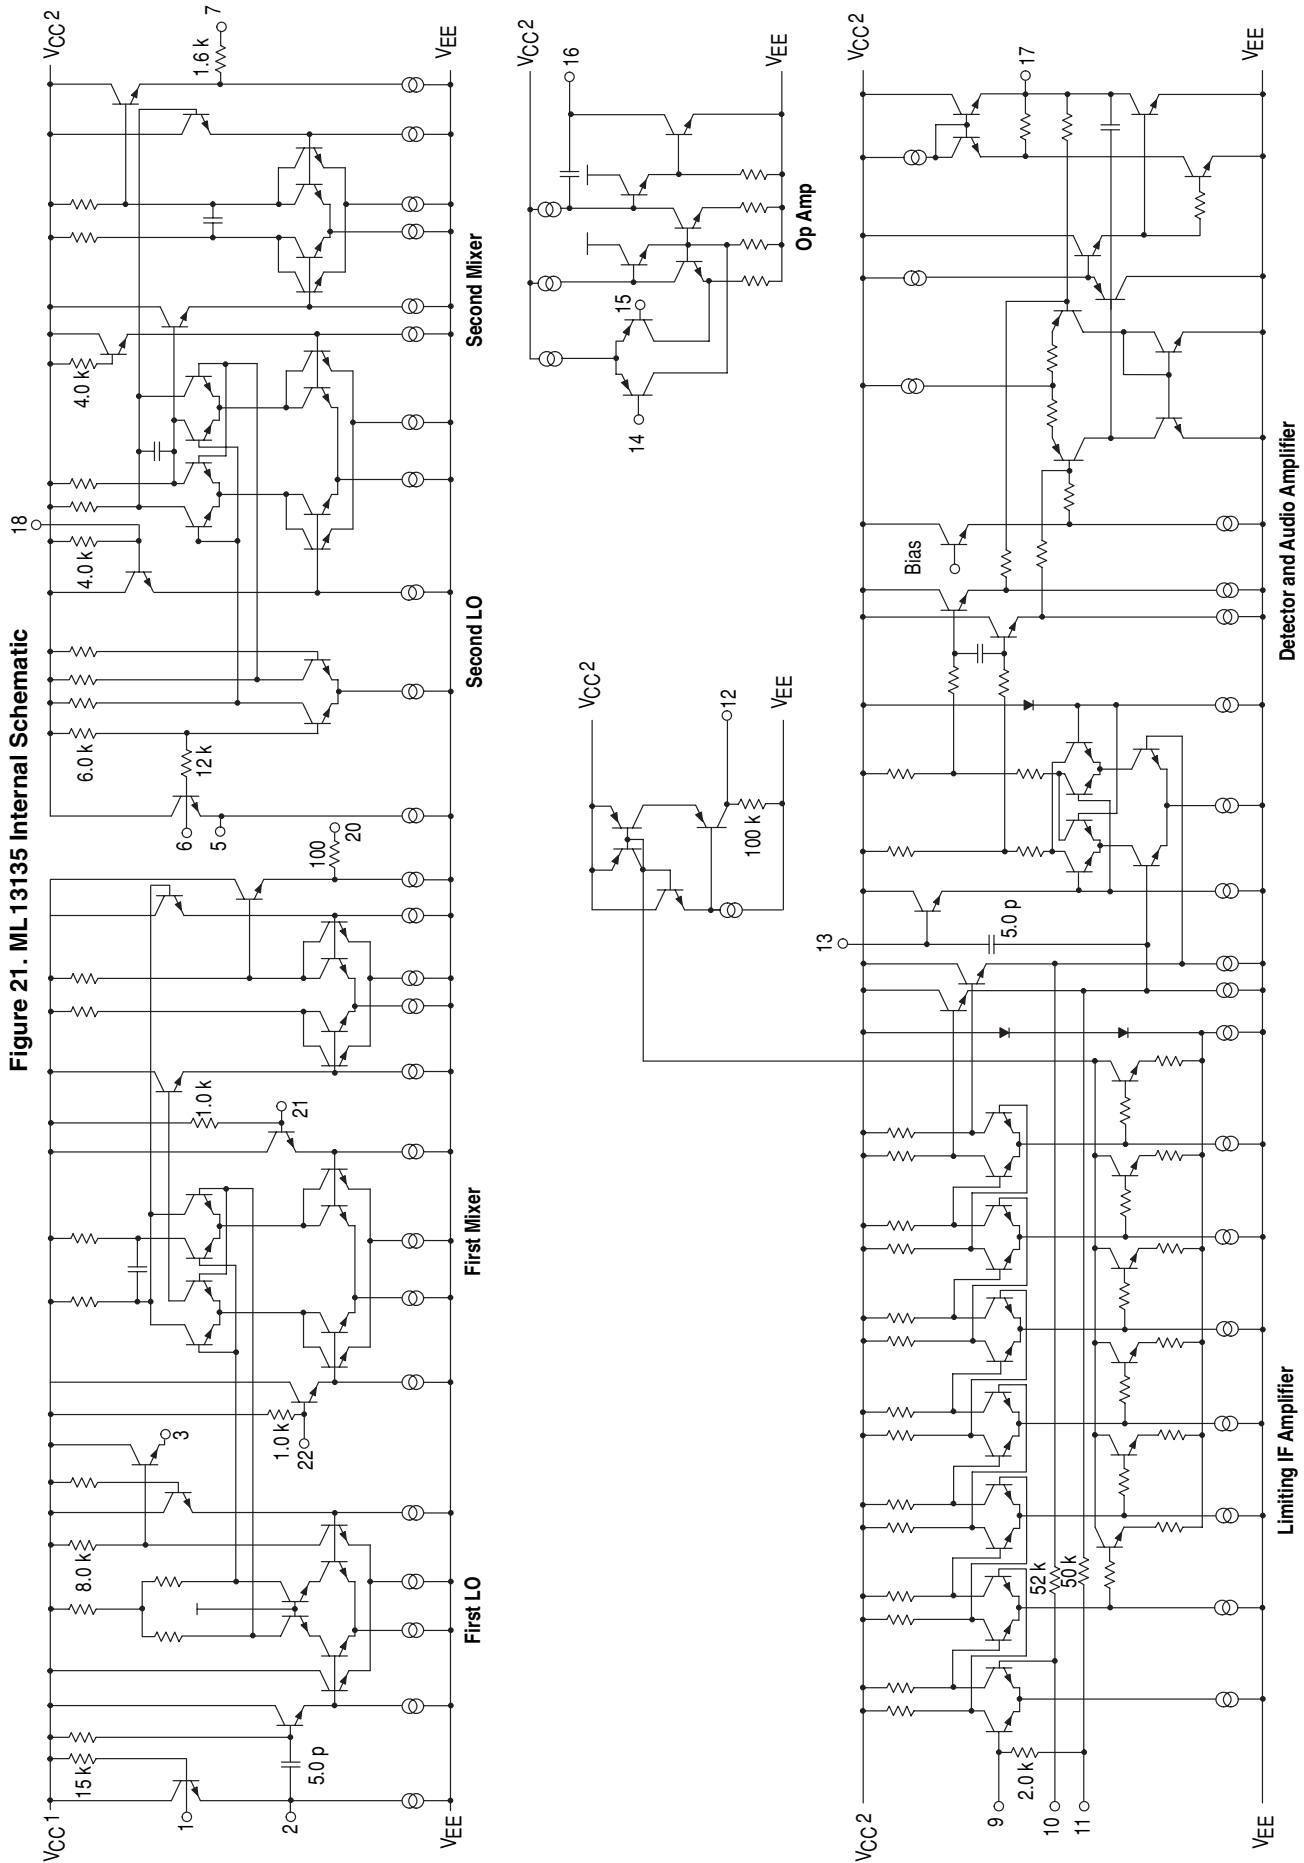 Figure 21. ML13135 Internal Schematic
VCC1
15 k
1
2
5.0 p
8.0 k
3
22
1.0 k
1.0 k
21
100
20
6
5
12 k
6.0 k
4.0 k
18
4.0 k
1.6 k
7
VCC2
VEE
VEE
First LO
First Mixer
Second LO
Second Mixer
VCC2
12
100 k
VEE
VCC2
14
15
16
VEE
Op Amp
VCC2
9
2.0 k
10
11
52 k
50 k
13
5.0 p
Bias
17
VCC2
VEE
VEE
Limiting IF Amplifier
Detector and Audio Amplifier